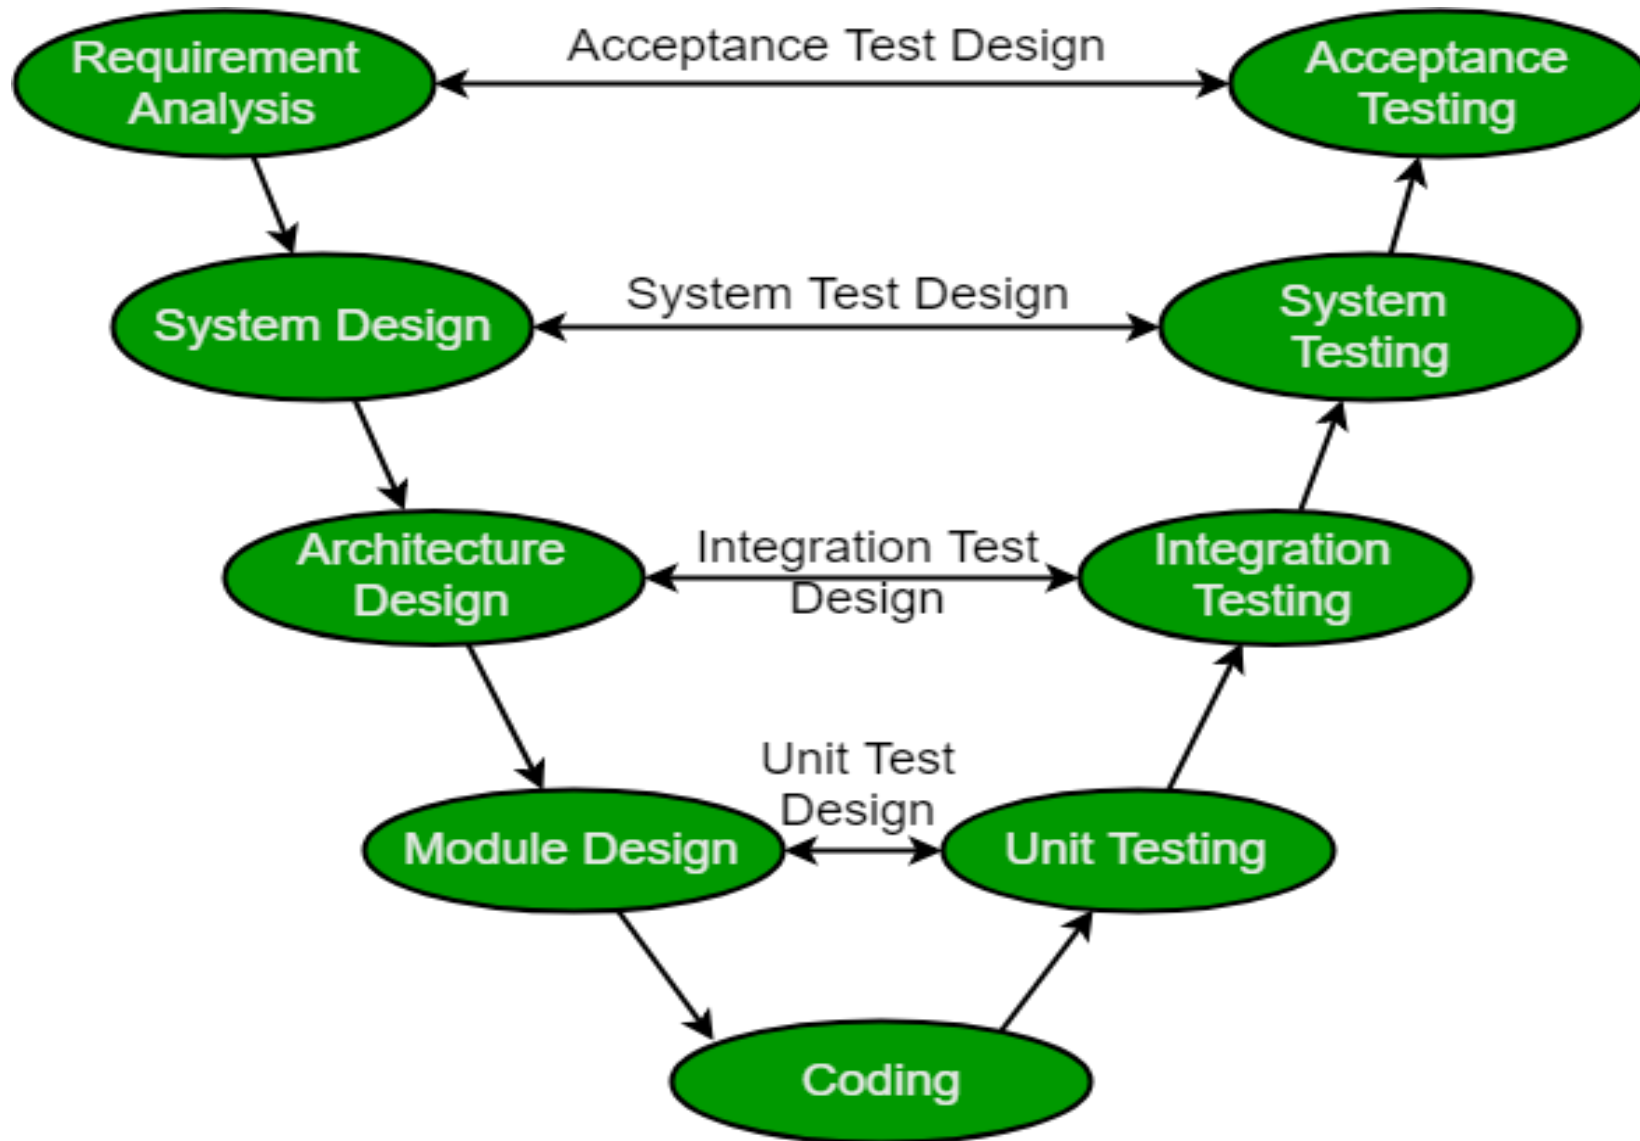 Requirement
Analysis
Acceptance Test Design
Acceptance
Testing
System Design
System Test Design
System
Testing
Architecture
Design
Integration Test
Design
Integration
Testing
Module Design
Unit Test
Design
Unit Testing
Coding